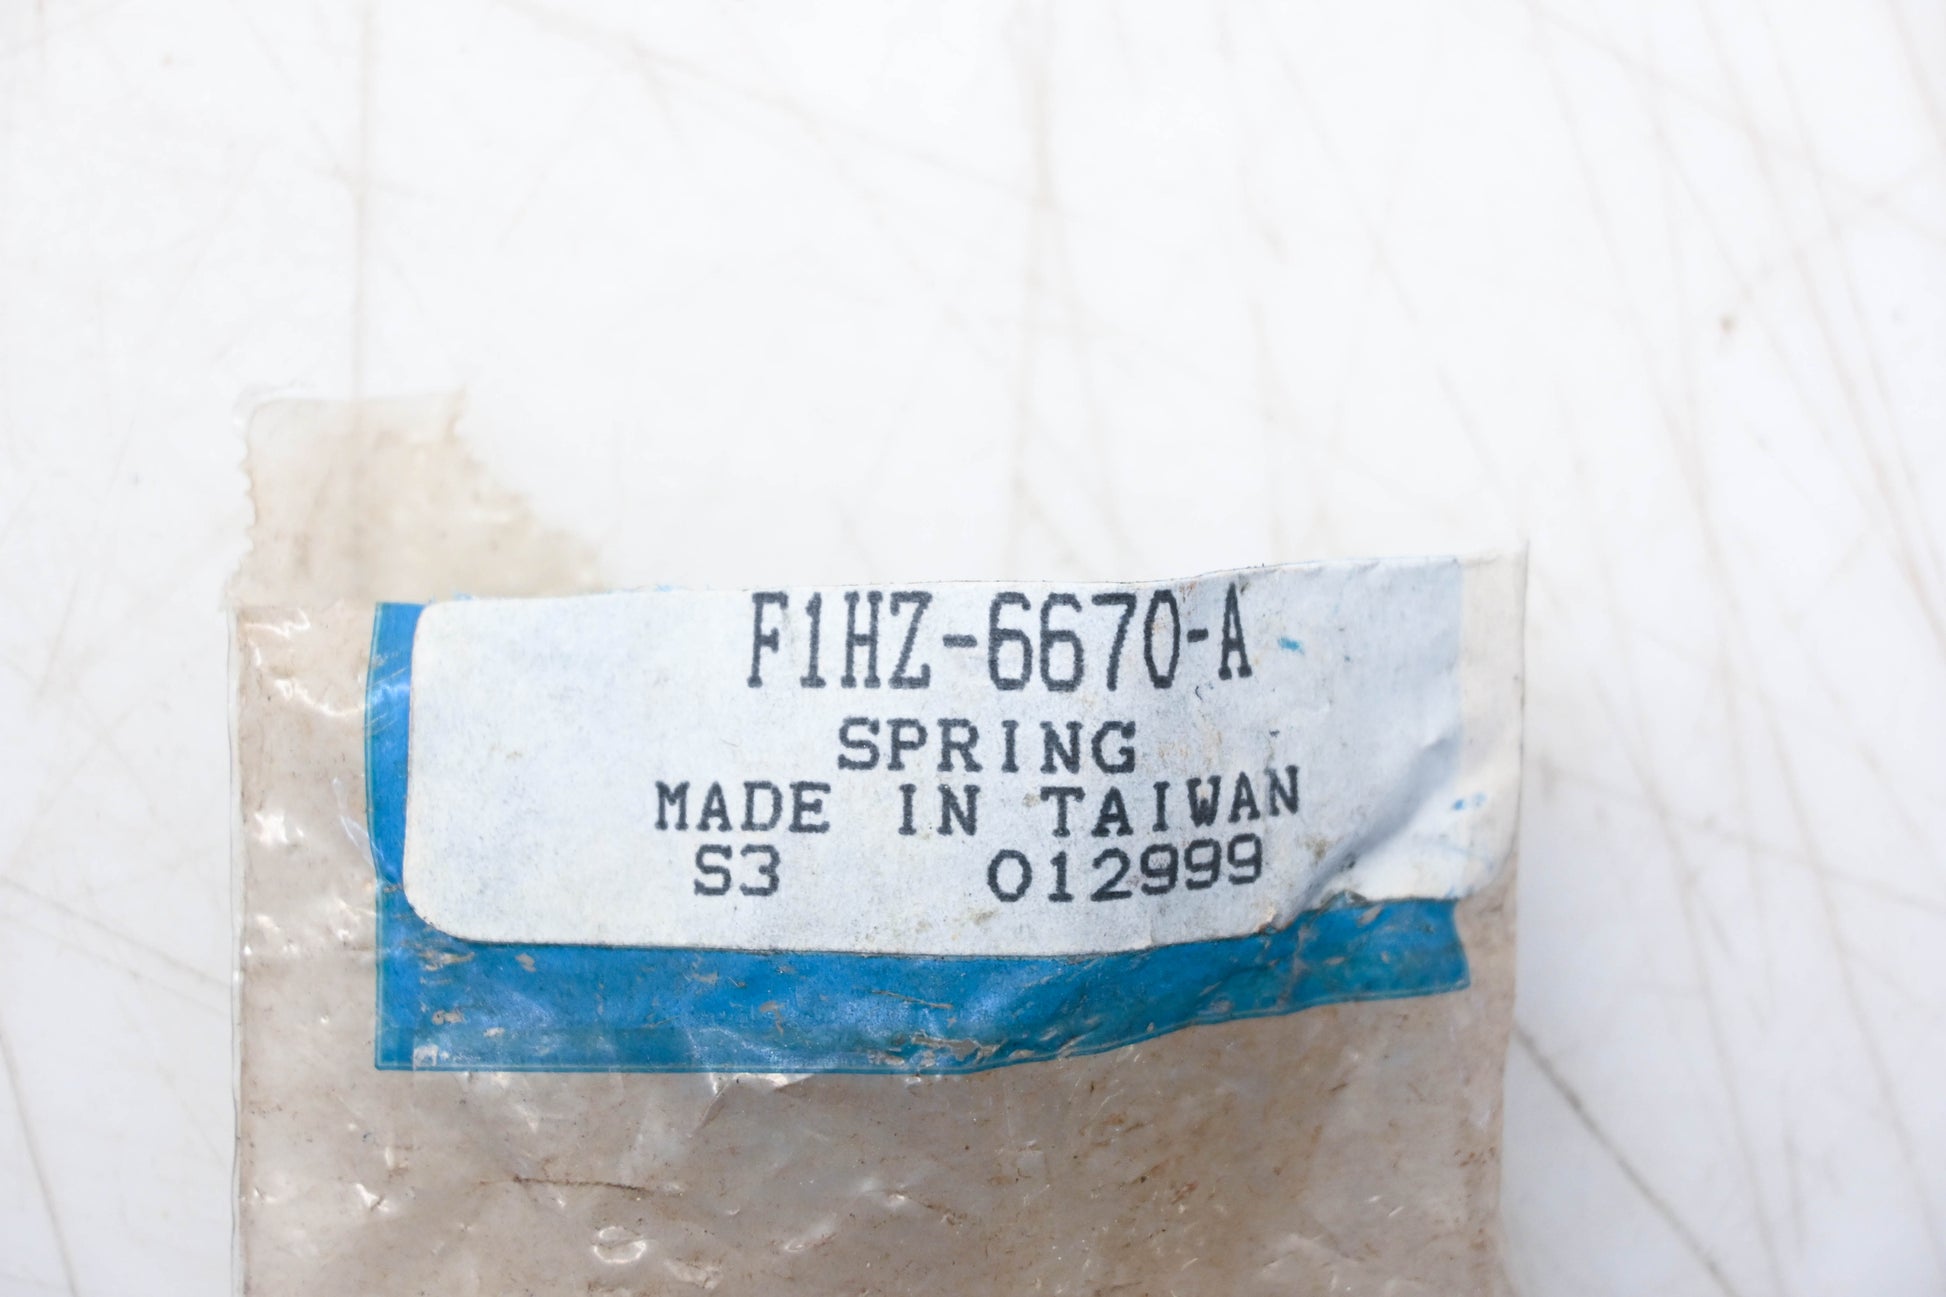 F1HZ-6670-A
SPRING
MADE IN TAIWAN
S3 012999